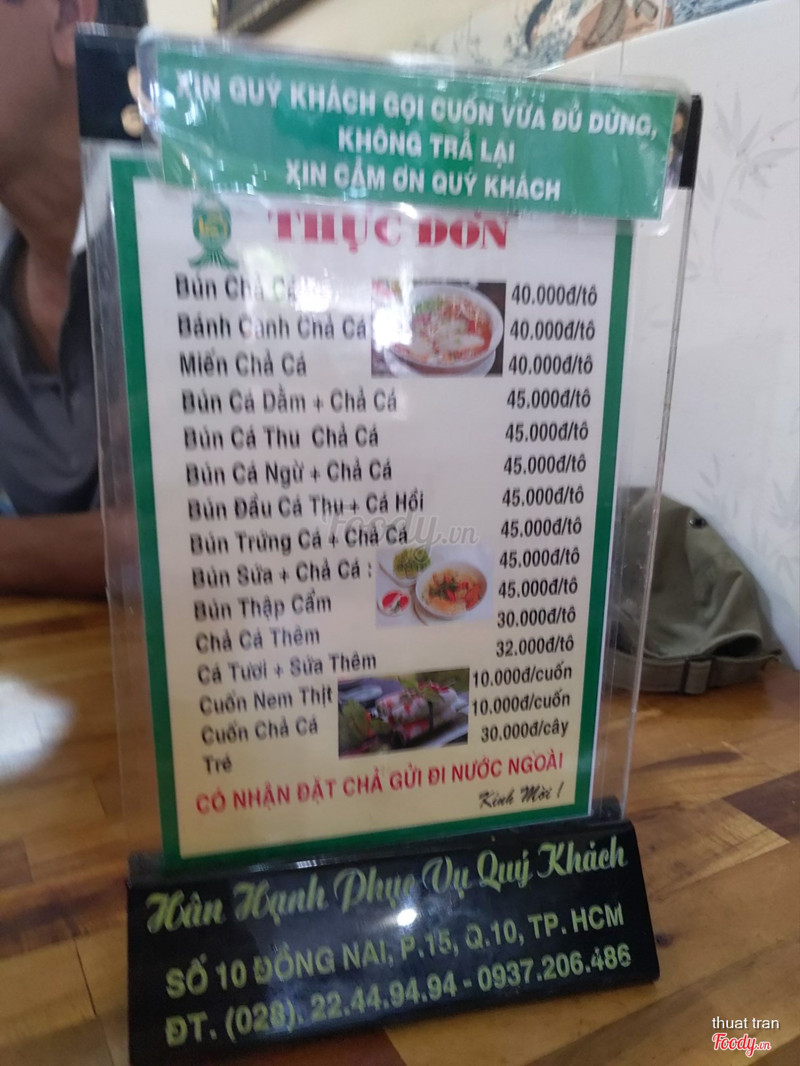 XIN QUÝ KHÁCH GỌI CUỐN VỪA ĐỦ DÙNG,
KHÔNG TRẢ LẠI
XIN CẢM ƠN QUÝ KHÁCH
THỰC ĐƠN
Bún Chả Cá 40.000đ/tô
Bánh Canh Chả Cá 40.000đ/tô
Miến Chả Cá 40.000đ/tô
Bún Cá Dằm + Chả Cá 45.000đ/tô
Bún Cá Thu Chả Cá 45.000đ/tô
Bún Cá Ngừ + Chả Cá 45.000đ/tô
Bún Đầu Cá Thu + Cá Hồi 45.000đ/tô
Bún Trứng Cá + Chả Cá 45.000đ/tô
Bún Sứa + Chả Cá : 45.000đ/tô
Bún Thập Cẩm 45.000đ/tô
Chả Cá Thêm 30.000đ/tô
Cá Tươi + Sứa Thêm 32.000đ/tô
Cuốn Nem Thịt 10.000đ/cuốn
Cuốn Chả Cá 10.000đ/cuốn
Tré 30.000đ/cây
CÓ NHẬN ĐẶT CHẢ GỬI ĐI NƯỚC NGOÀI
Kính Mời !
Hân Hạnh Phục Vụ Quý Khách
SỐ 10 ĐỒNG NAI, P.15, Q.10, TP. HCM
ĐT. (028). 22.44.94.94 - 0937.206.486
Foody.vn
thuat tran
Foody.vn